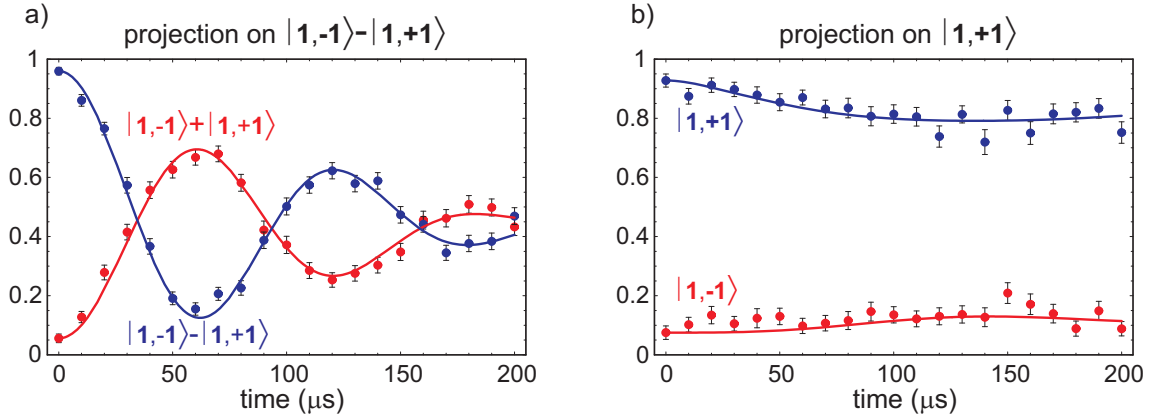 a)
projection on |1,-1⟩−|1,+1⟩
1
0.8
0.6
0.4
0.2
0
|1,-1⟩+|1,+1⟩
|1,-1⟩−|1,+1⟩
0 50 100 150 200
time (μs)
b)
projection on |1,+1⟩
1
0.8
0.6
0.4
0.2
0
|1,+1⟩
|1,-1⟩
0 50 100 150 200
time (μs)